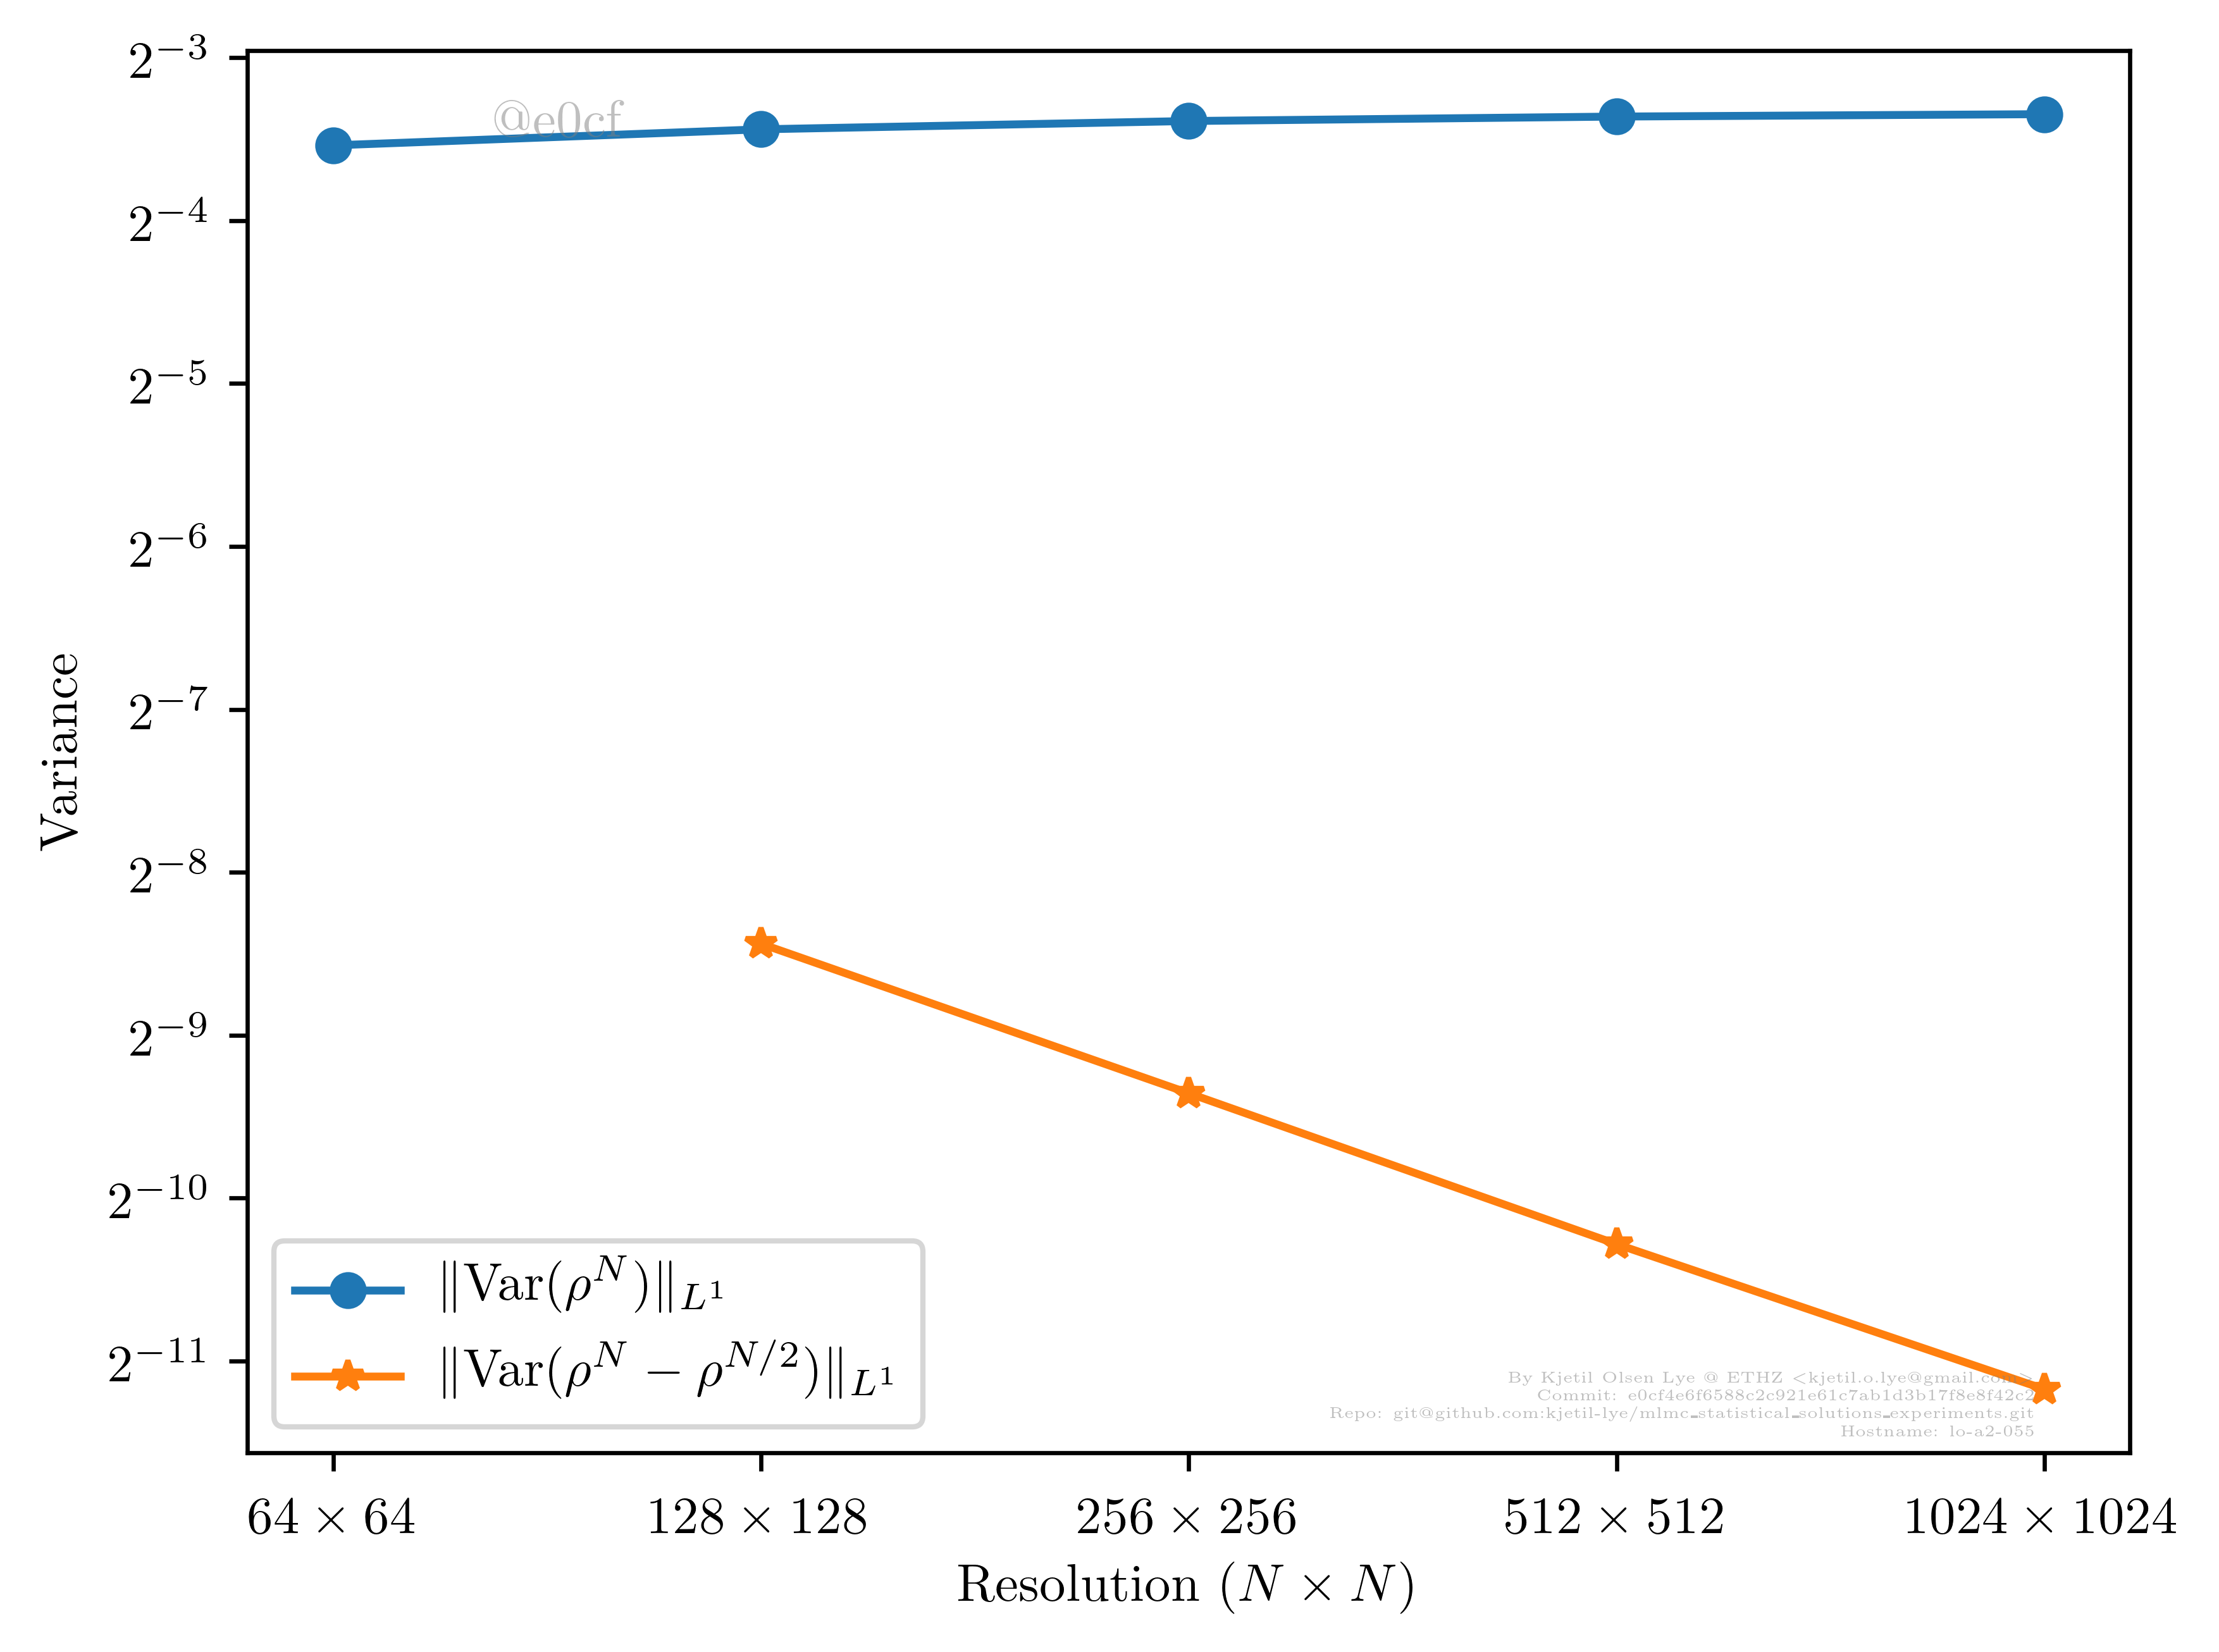 2^{-3}
@e0cf
2^{-4}
2^{-5}
2^{-6}
2^{-7}
2^{-8}
2^{-9}
2^{-10}
2^{-11}
Variance
‖Var(ρ^N)‖_{L^1}
‖Var(ρ^N − ρ^{N/2})‖_{L^1}
By Kjetil Olsen Lye @ ETHZ <kjetil.o.lye@gmail.com>
Commit: e0cf4e6f6588c2c921e61c7ab1d3b17f8e8f42c2
Repo: git@github.com:kjetil-lye/mlmc_statistical_solutions_experiments.git
Hostname: lo-a2-055
64 × 64 128 × 128 256 × 256 512 × 512 1024 × 1024
Resolution (N × N)